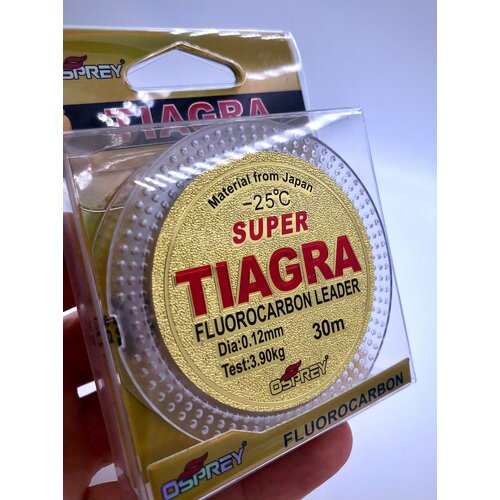 OSPREY
TIAGRA
Material from Japan
-25°C
SUPER
TIAGRA
FLUOROCARBON LEADER
Dia:0.12mm
30m
Test:3.90kg
OSPREY
OSPREY
FLUOROCARBON